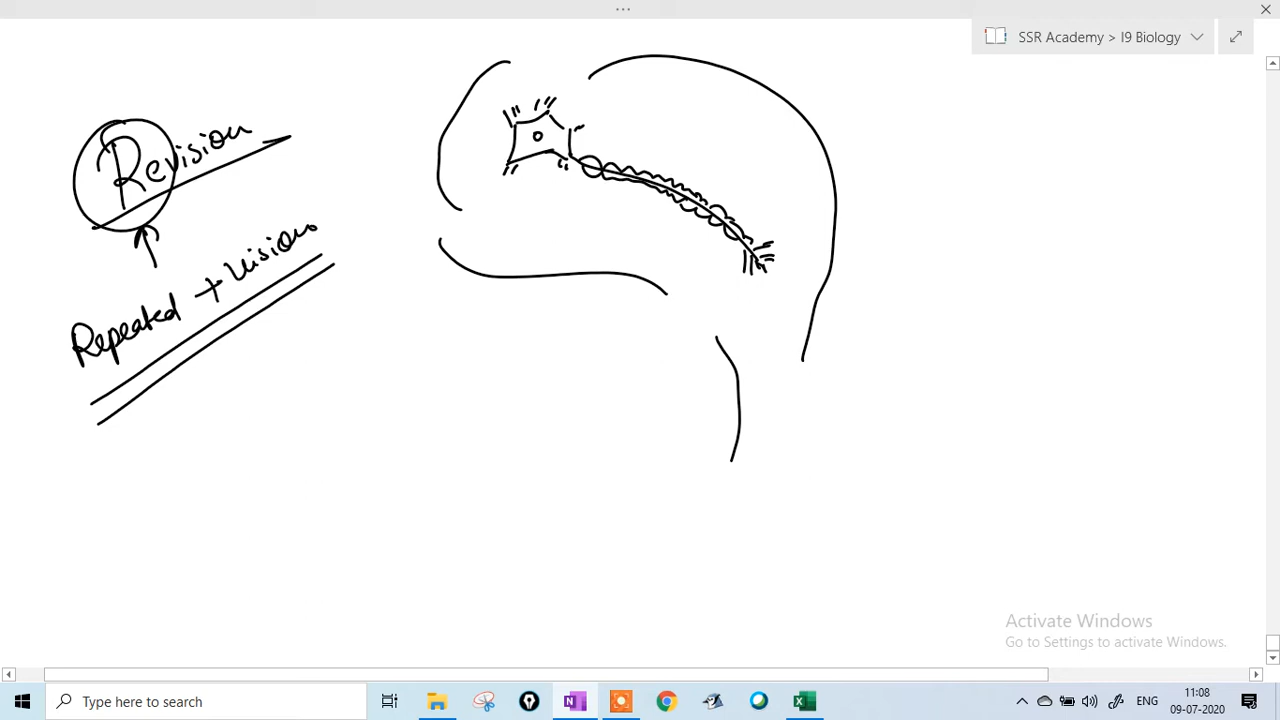 SSR Academy > I9 Biology
Revision
Repeated + Vision
Activate Windows
Go to Settings to activate Windows.
Type here to search
ENG
11:08
09-07-2020